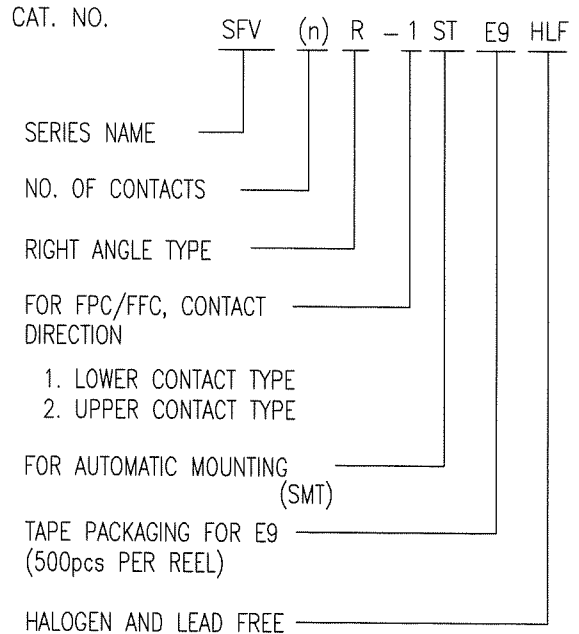 CAT. NO.
SFV (n) R - 1 ST E9 HLF
SERIES NAME
NO. OF CONTACTS
RIGHT ANGLE TYPE
FOR FPC/FFC, CONTACT
DIRECTION
1. LOWER CONTACT TYPE
2. UPPER CONTACT TYPE
FOR AUTOMATIC MOUNTING
(SMT)
TAPE PACKAGING FOR E9
(500pcs PER REEL)
HALOGEN AND LEAD FREE